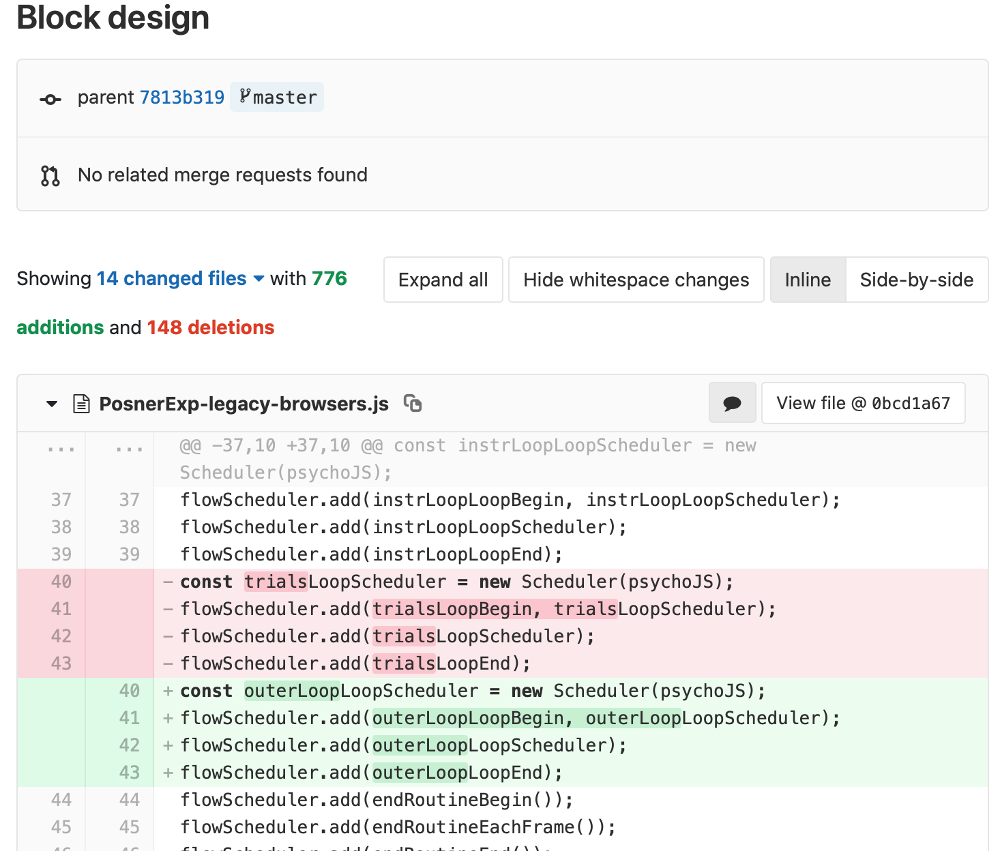 Block design
parent 7813b319 master
No related merge requests found
Showing 14 changed files with 776
additions and 148 deletions
Expand all
Hide whitespace changes
Inline
Side-by-side
PosnerExp-legacy-browsers.js
View file @ 0bcd1a67
... ... @@ -37,10 +37,10 @@ const instrLoopLoopScheduler = new
Scheduler(psychoJS);
37 37 flowScheduler.add(instrLoopLoopBegin, instrLoopLoopScheduler);
38 38 flowScheduler.add(instrLoopLoopScheduler);
39 39 flowScheduler.add(instrLoopLoopEnd);
40 - const trialsLoopScheduler = new Scheduler(psychoJS);
41 - flowScheduler.add(trialsLoopBegin, trialsLoopScheduler);
42 - flowScheduler.add(trialsLoopScheduler);
43 - flowScheduler.add(trialsLoopEnd);
40 + const outerLoopLoopScheduler = new Scheduler(psychoJS);
41 + flowScheduler.add(outerLoopLoopBegin, outerLoopLoopScheduler);
42 + flowScheduler.add(outerLoopLoopScheduler);
43 + flowScheduler.add(outerLoopLoopEnd);
44 44 flowScheduler.add(endRoutineBegin());
45 45 flowScheduler.add(endRoutineEachFrame());